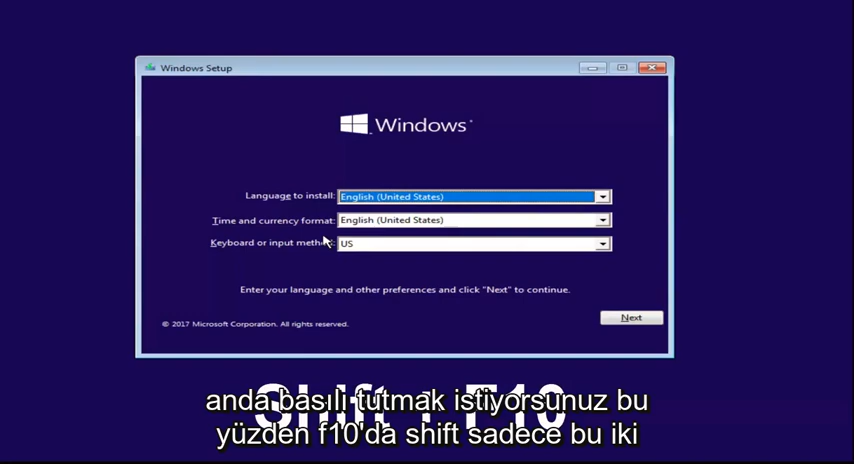 Windows Setup
Windows
Language to install: English (United States)
Time and currency format: English (United States)
Keyboard or input method: US
Enter your language and other preferences and click "Next" to continue.
© 2017 Microsoft Corporation. All rights reserved.
Next
Shift + F10
anda basılı tutmak istiyorsunuz bu
yüzden f10'da shift sadece bu iki